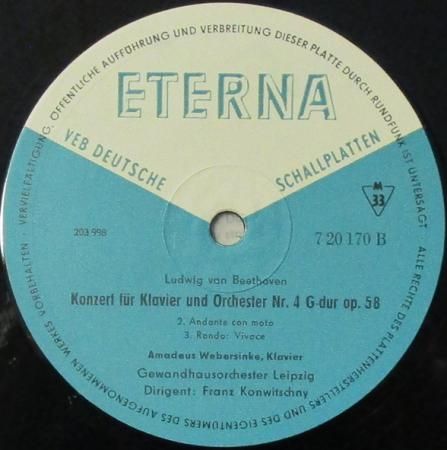 VERVIELFÄLTIGUNG, ÖFFENTLICHE AUFFÜHRUNG UND VERBREITUNG DIESER PLATTE DURCH RUNDFUNK IST UNTERSAGT · ALLE RECHTE DES PLATTENHERSTELLERS UND DES EIGENTÜMERS DES AUFGENOMMENEN WERKES VORBEHALTEN ·
ETERNA
VEB DEUTSCHE SCHALLPLATTEN
M
33
203 998
7 20 170 B
Ludwig van Beethoven
Konzert für Klavier und Orchester Nr. 4 G-dur op. 58
2. Andante con moto
3. Rondo: Vivace
Amadeus Webersinke, Klavier
Gewandhausorchester Leipzig
Dirigent: Franz Konwitschny